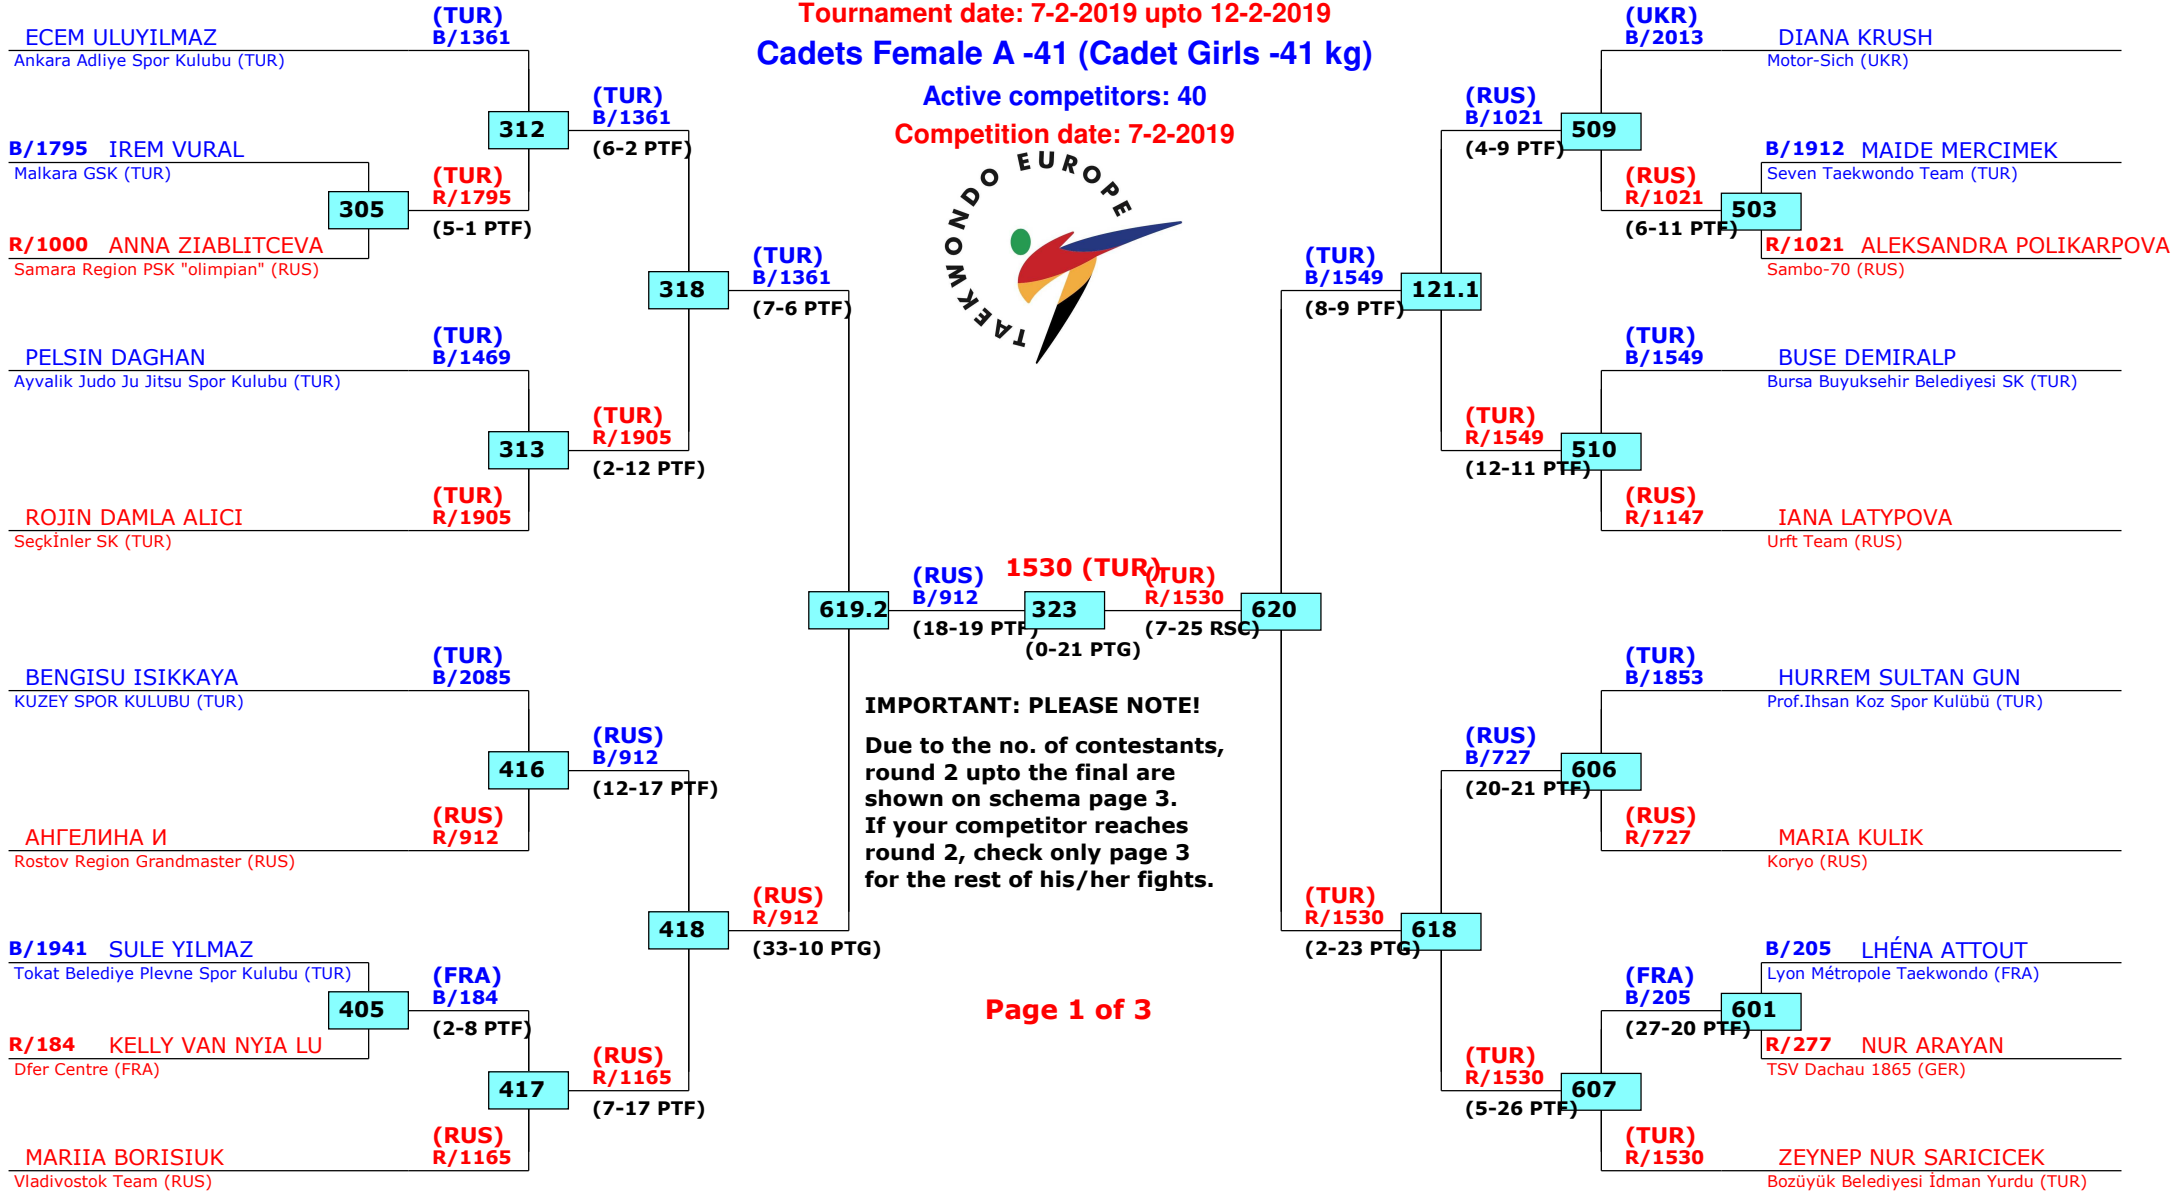 Tournament date: 7-2-2019 upto 12-2-2019
Cadets Female A -41 (Cadet Girls -41 kg)
Active competitors: 40
Competition date: 7-2-2019
TAEKWONDO EUROPE
ECEM ULUYILMAZ
Ankara Adliye Spor Kulubu (TUR)
(TUR)
B/1361
B/1795 IREM VURAL
Malkara GSK (TUR)
R/1000 ANNA ZIABLITCEVA
Samara Region PSK "olimpian" (RUS)
305
(TUR)
R/1795
(5-1 PTF)
312
(TUR)
B/1361
(6-2 PTF)
PELSIN DAGHAN
Ayvalik Judo Ju Jitsu Spor Kulubu (TUR)
(TUR)
B/1469
ROJIN DAMLA ALICI
Seçkİnler SK (TUR)
(TUR)
R/1905
313
(TUR)
R/1905
(2-12 PTF)
318
(TUR)
B/1361
(7-6 PTF)
BENGISU ISIKKAYA
KUZEY SPOR KULUBU (TUR)
(TUR)
B/2085
АНГЕЛИНА И
Rostov Region Grandmaster (RUS)
(RUS)
R/912
416
(RUS)
B/912
(12-17 PTF)
B/1941 SULE YILMAZ
Tokat Belediye Plevne Spor Kulubu (TUR)
R/184 KELLY VAN NYIA LU
Dfer Centre (FRA)
405
(FRA)
B/184
(2-8 PTF)
MARIIA BORISIUK
Vladivostok Team (RUS)
(RUS)
R/1165
417
(RUS)
R/1165
(7-17 PTF)
418
(RUS)
R/912
(33-10 PTG)
619.2
(RUS)
B/912
(18-19 PTF)
1530 (TUR)
323
(0-21 PTG)
(TUR)
R/1530
(7-25 RSC)
620
IMPORTANT: PLEASE NOTE!
Due to the no. of contestants,
round 2 upto the final are
shown on schema page 3.
If your competitor reaches
round 2, check only page 3
for the rest of his/her fights.
Page 1 of 3
(TUR)
B/1549
(8-9 PTF)
121.1
(RUS)
B/1021
(4-9 PTF)
509
(UKR)
B/2013
DIANA KRUSH
Motor-Sich (UKR)
(RUS)
R/1021
(6-11 PTF)
503
B/1912 MAIDE MERCIMEK
Seven Taekwondo Team (TUR)
R/1021 ALEKSANDRA POLIKARPOVA
Sambo-70 (RUS)
(TUR)
R/1549
(12-11 PTF)
510
(TUR)
B/1549
BUSE DEMIRALP
Bursa Buyuksehir Belediyesi SK (TUR)
(RUS)
R/1147
IANA LATYPOVA
Urft Team (RUS)
(TUR)
R/1530
(2-23 PTG)
618
(RUS)
B/727
(20-21 PTF)
606
(TUR)
B/1853
HURREM SULTAN GUN
Prof.Ihsan Koz Spor Kulübü (TUR)
(RUS)
R/727
MARIA KULIK
Koryo (RUS)
(TUR)
R/1530
(5-26 PTF)
607
(FRA)
B/205
(27-20 PTF)
601
B/205 LHÉNA ATTOUT
Lyon Métropole Taekwondo (FRA)
R/277 NUR ARAYAN
TSV Dachau 1865 (GER)
(TUR)
R/1530
ZEYNEP NUR SARICICEK
Bozüyük Belediyesi İdman Yurdu (TUR)